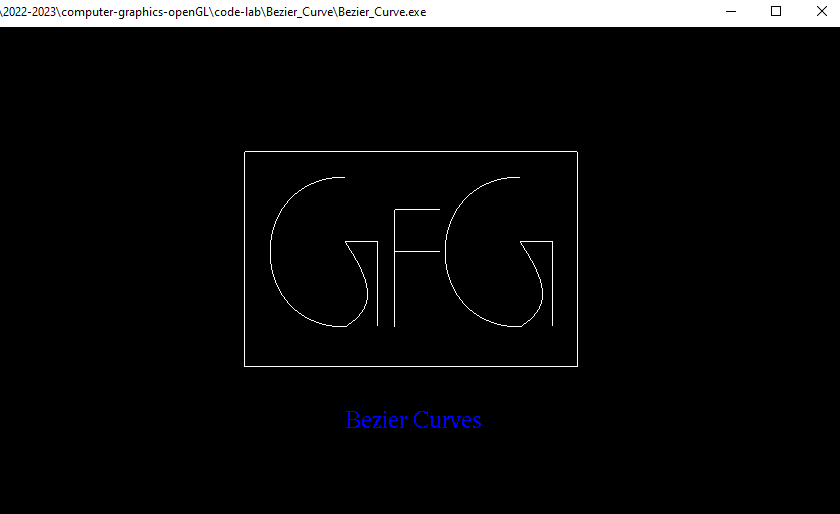 \2022-2023\computer-graphics-openGL\code-lab\Bezier_Curve\Bezier_Curve.exe
GFG
Bezier Curves